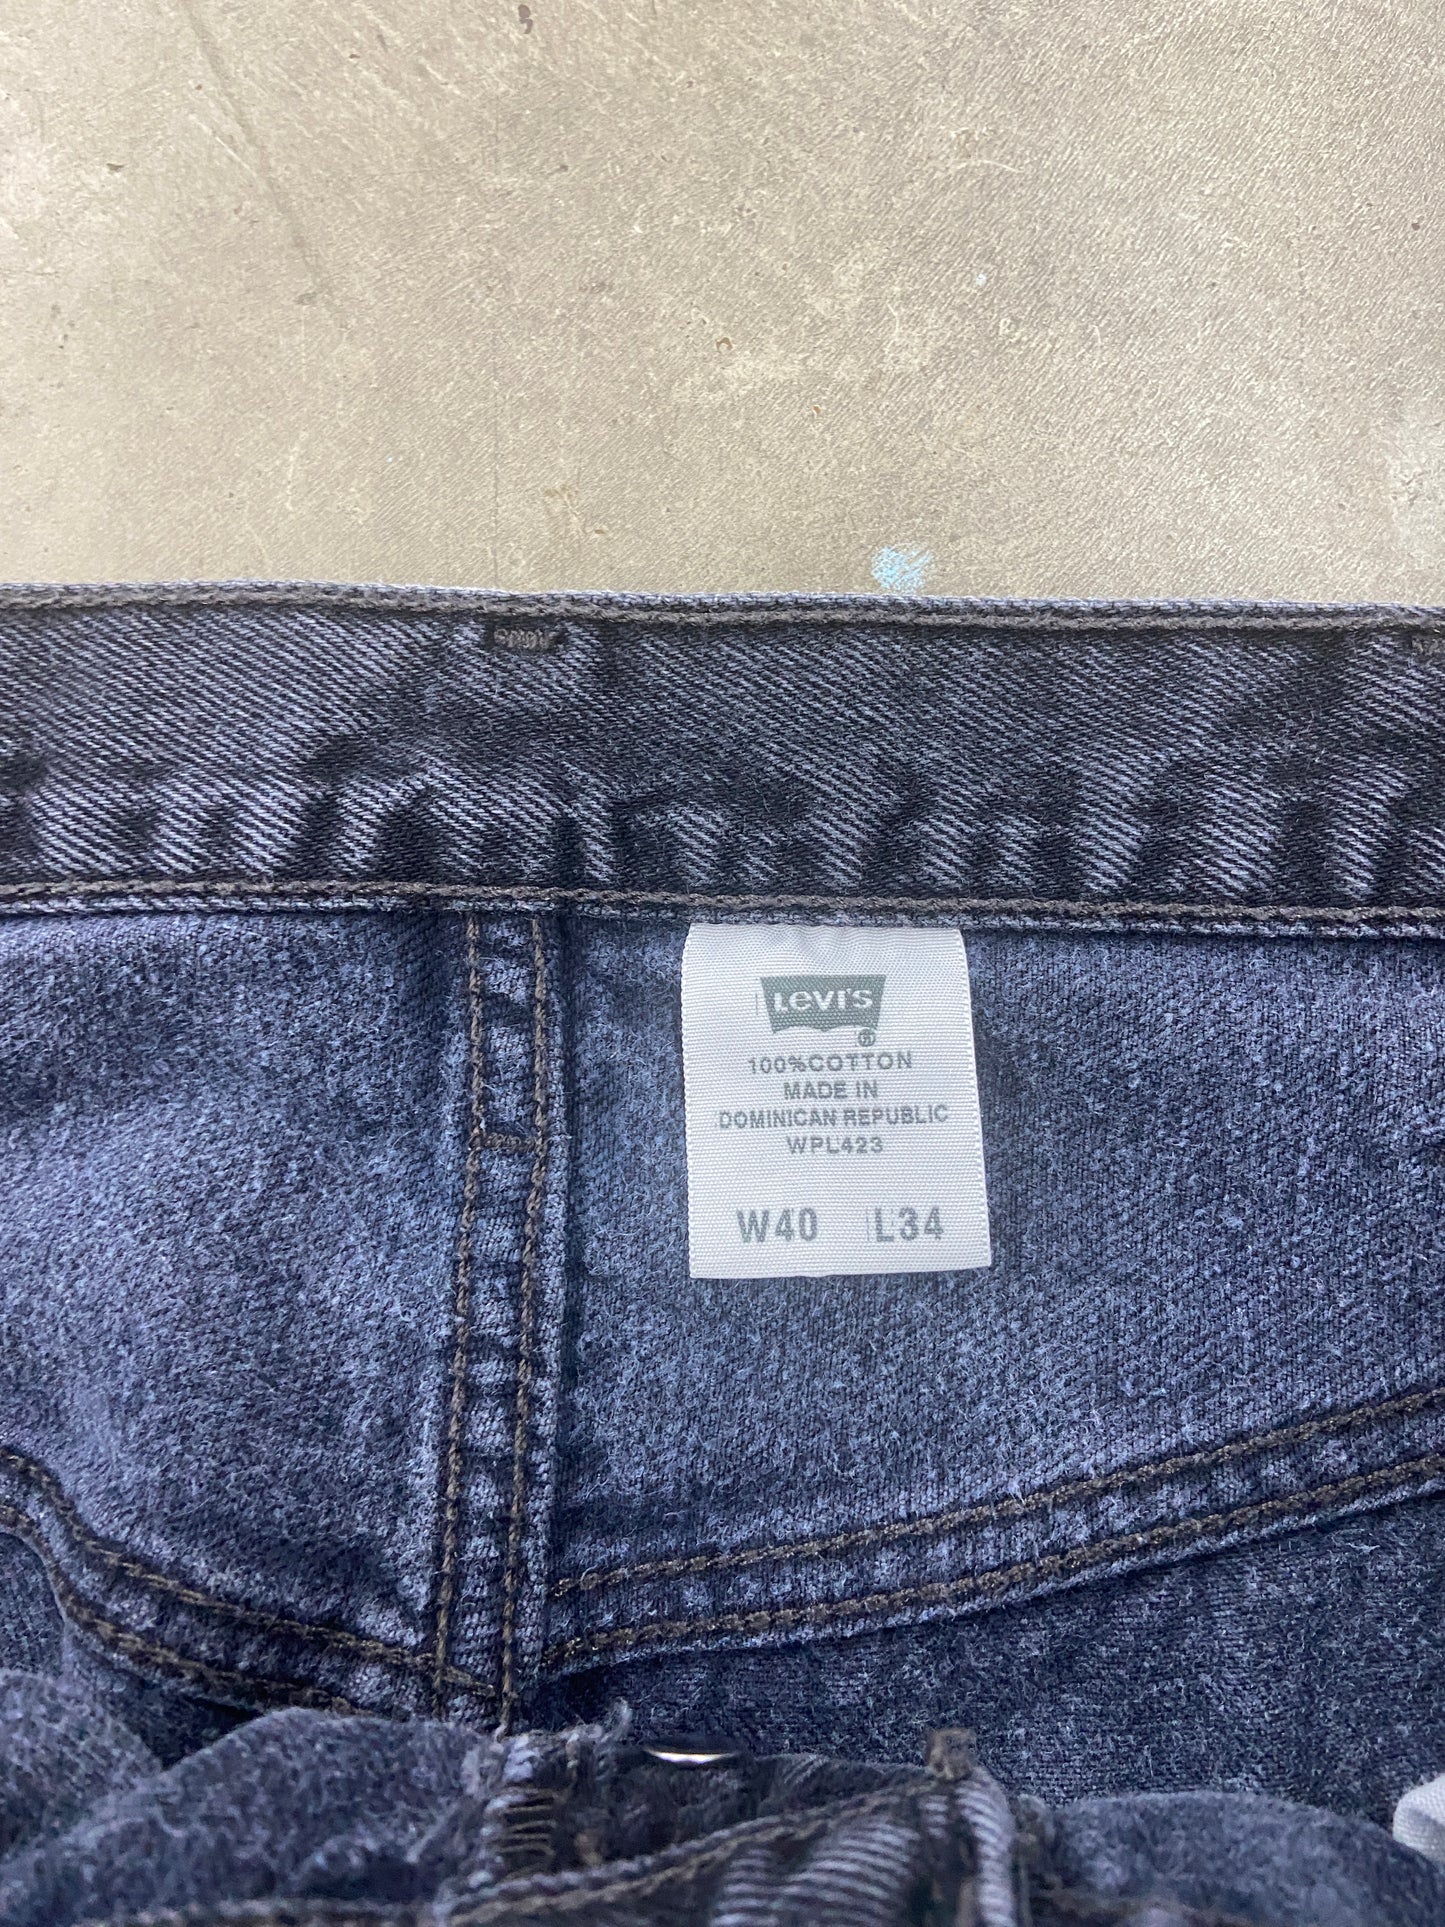 Levi's
®
100%COTTON
MADE IN
DOMINICAN REPUBLIC
WPL423
W40 L34